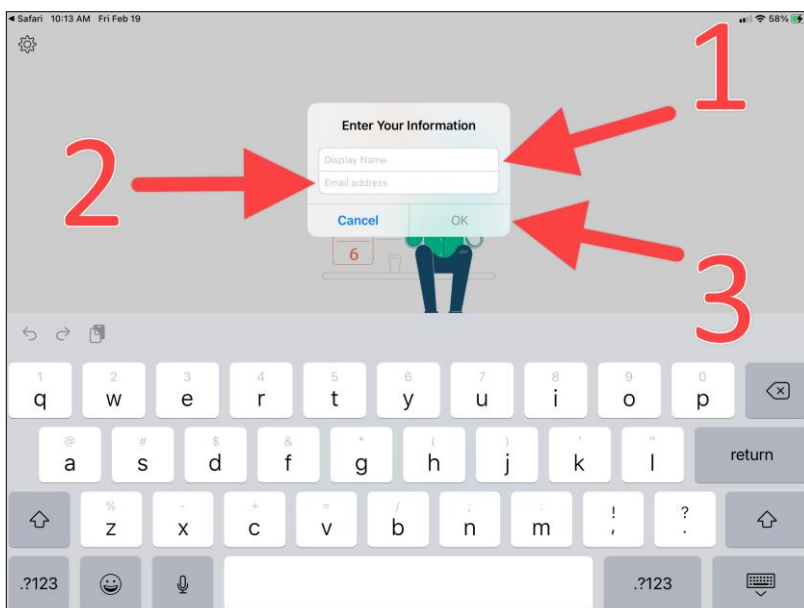 ◀ Safari 10:13 AM Fri Feb 19 58%
1
Enter Your Information
Display Name
2
Email address
Cancel OK
6
3
1 2 3 4 5 6 7 8 9 0
q w e r t y u i o p
@ # $ & * ( ) ' "
a s d f g h j k l return
% - + = / ; : ! ?
z x c v b n m , .
.?123 .?123